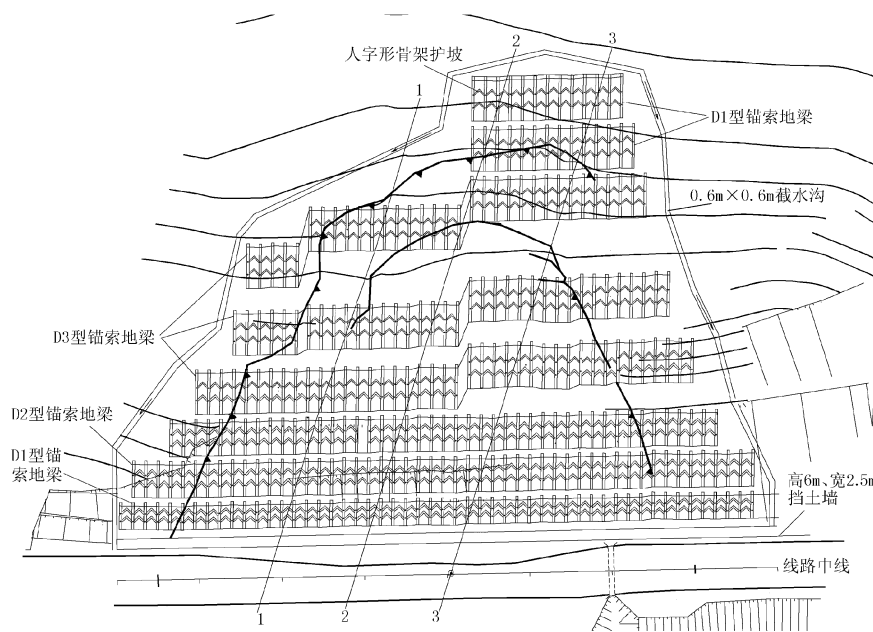 3
2
人字形骨架护坡
1
D1型锚索地梁
0.6m×0.6m截水沟
D3型锚索地梁
D2型锚索地梁
D1型锚
索地梁
高6m、宽2.5m
挡土墙
线路中线
1
2
3